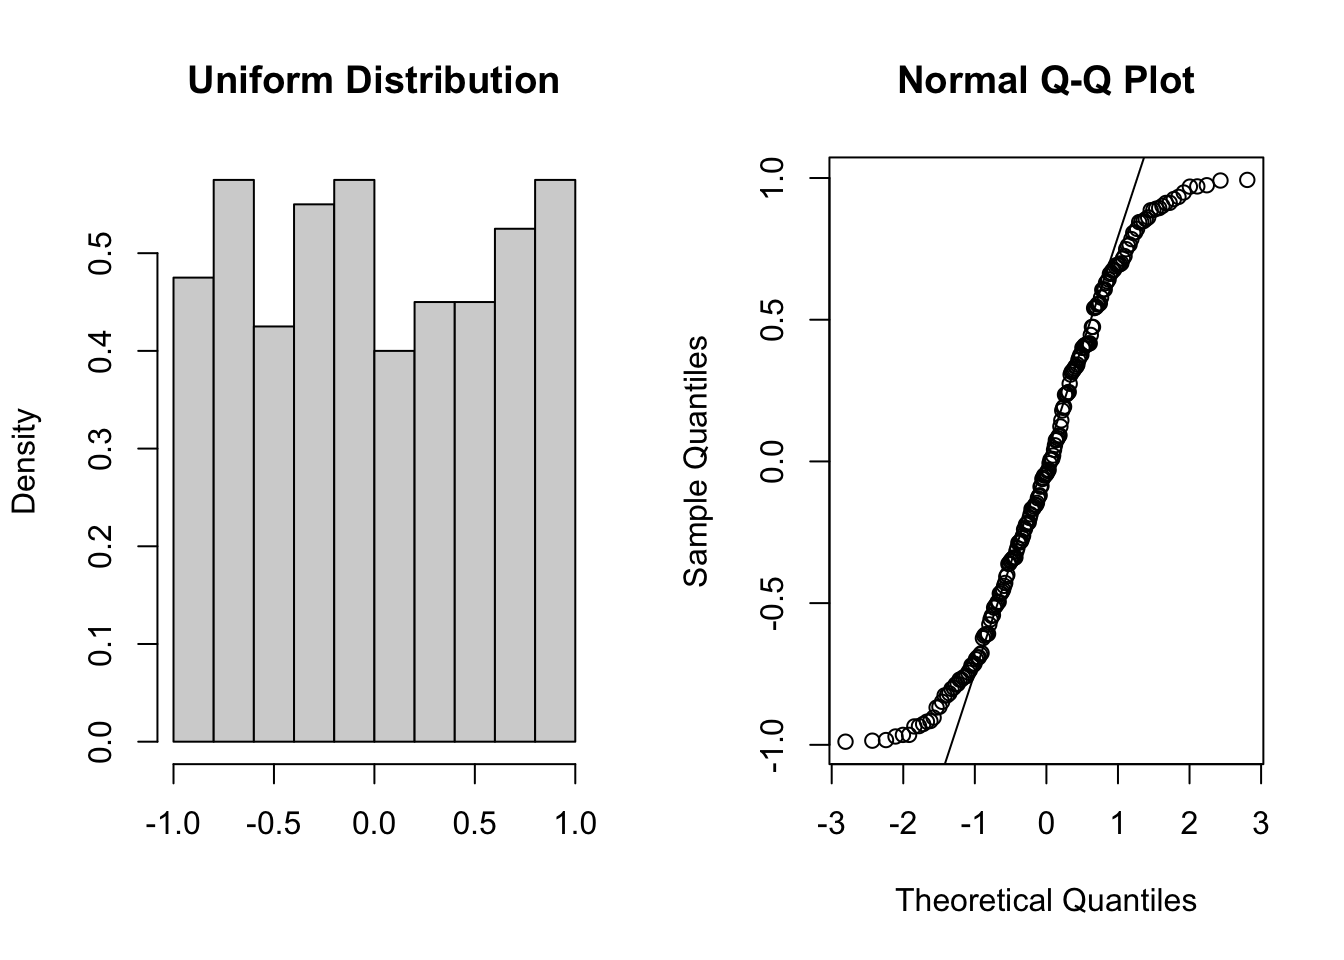 Uniform Distribution
Density
0.0 0.1 0.2 0.3 0.4 0.5
-1.0 -0.5 0.0 0.5 1.0
Normal Q-Q Plot
Sample Quantiles
-1.0 -0.5 0.0 0.5 1.0
-3 -2 -1 0 1 2 3
Theoretical Quantiles